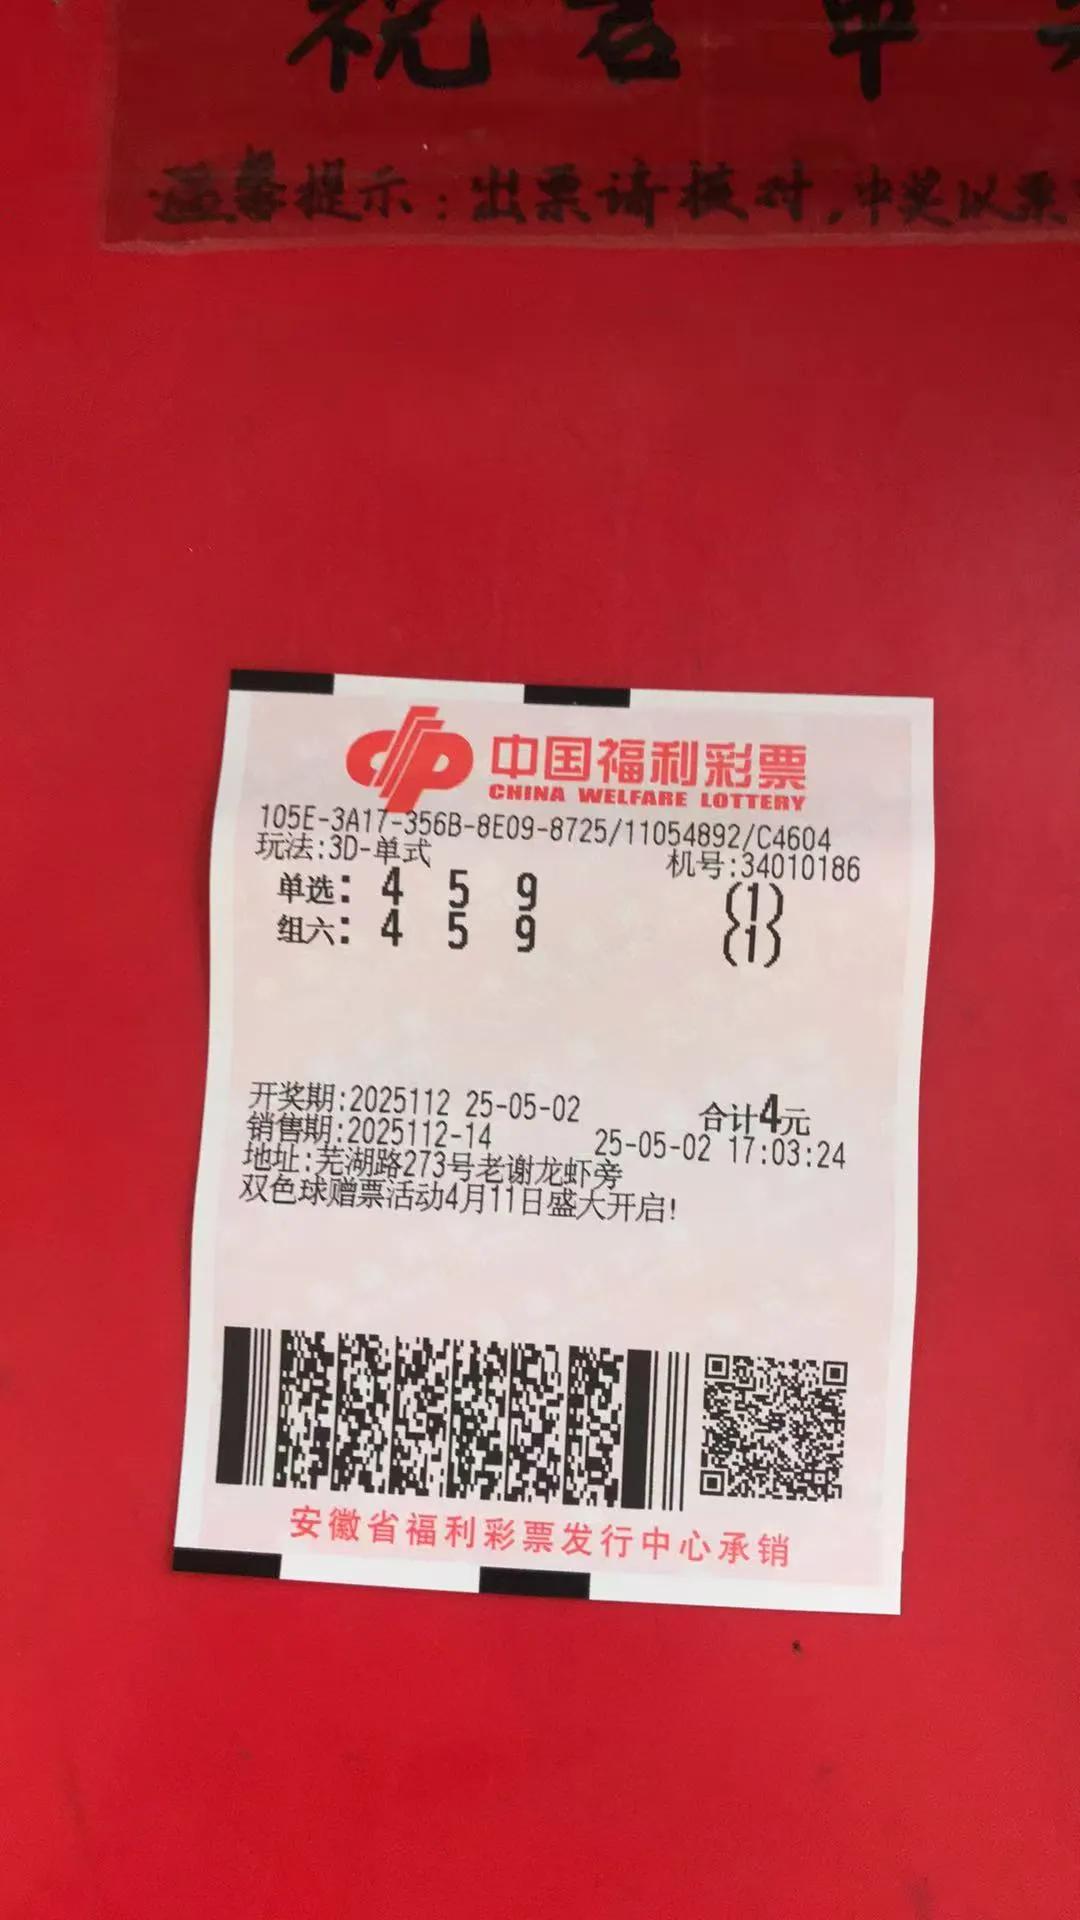 祝君中奖
温馨提示：出票请核对，中奖以票
中国福利彩票
CHINA WELFARE LOTTERY
105E-3A17-356B-8E09-8725/11054892/C4604
玩法:3D-单式 机号:34010186
单选: 4 5 9 (1)
组六: 4 5 9 (1)
开奖期:2025112 25-05-02 合计4元
销售期:2025112-14 25-05-02 17:03:24
地址:芜湖路273号老谢龙虾旁
双色球赠票活动4月11日盛大开启!
安徽省福利彩票发行中心承销